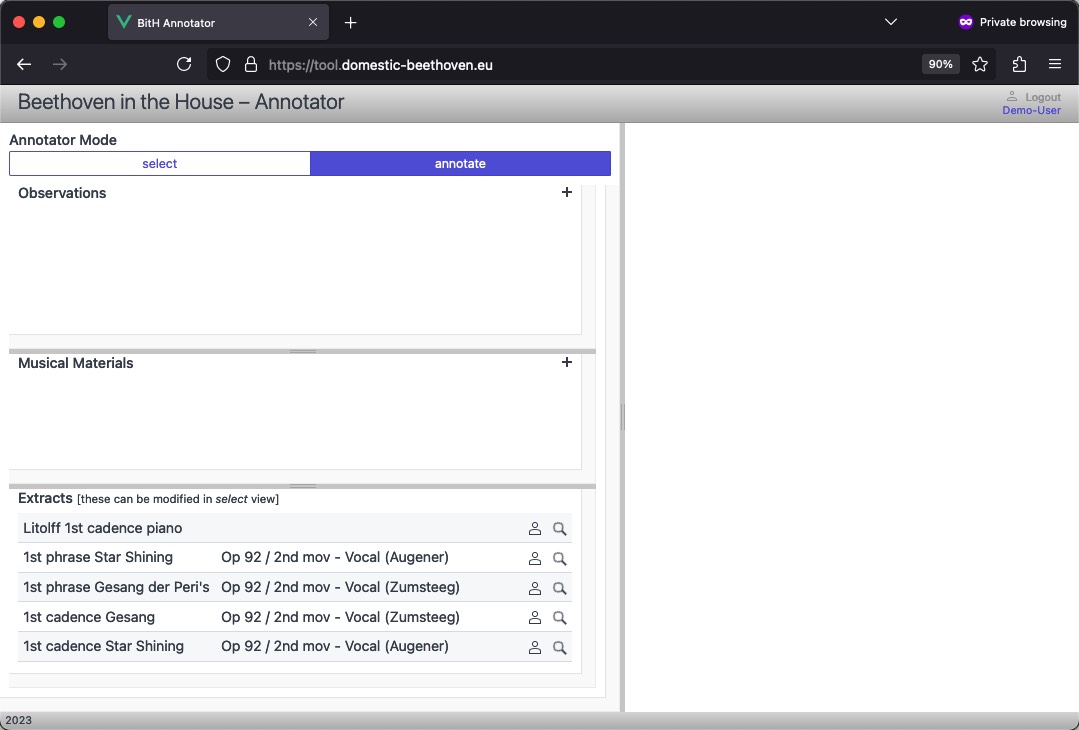 BitH Annotator
Private browsing
https://tool.domestic-beethoven.eu
90%
Beethoven in the House – Annotator
Logout
Demo-User
Annotator Mode
select
annotate
Observations
Musical Materials
Extracts [these can be modified in select view]
Litolff 1st cadence piano
1st phrase Star Shining Op 92 / 2nd mov - Vocal (Augener)
1st phrase Gesang der Peri's Op 92 / 2nd mov - Vocal (Zumsteeg)
1st cadence Gesang Op 92 / 2nd mov - Vocal (Zumsteeg)
1st cadence Star Shining Op 92 / 2nd mov - Vocal (Augener)
2023